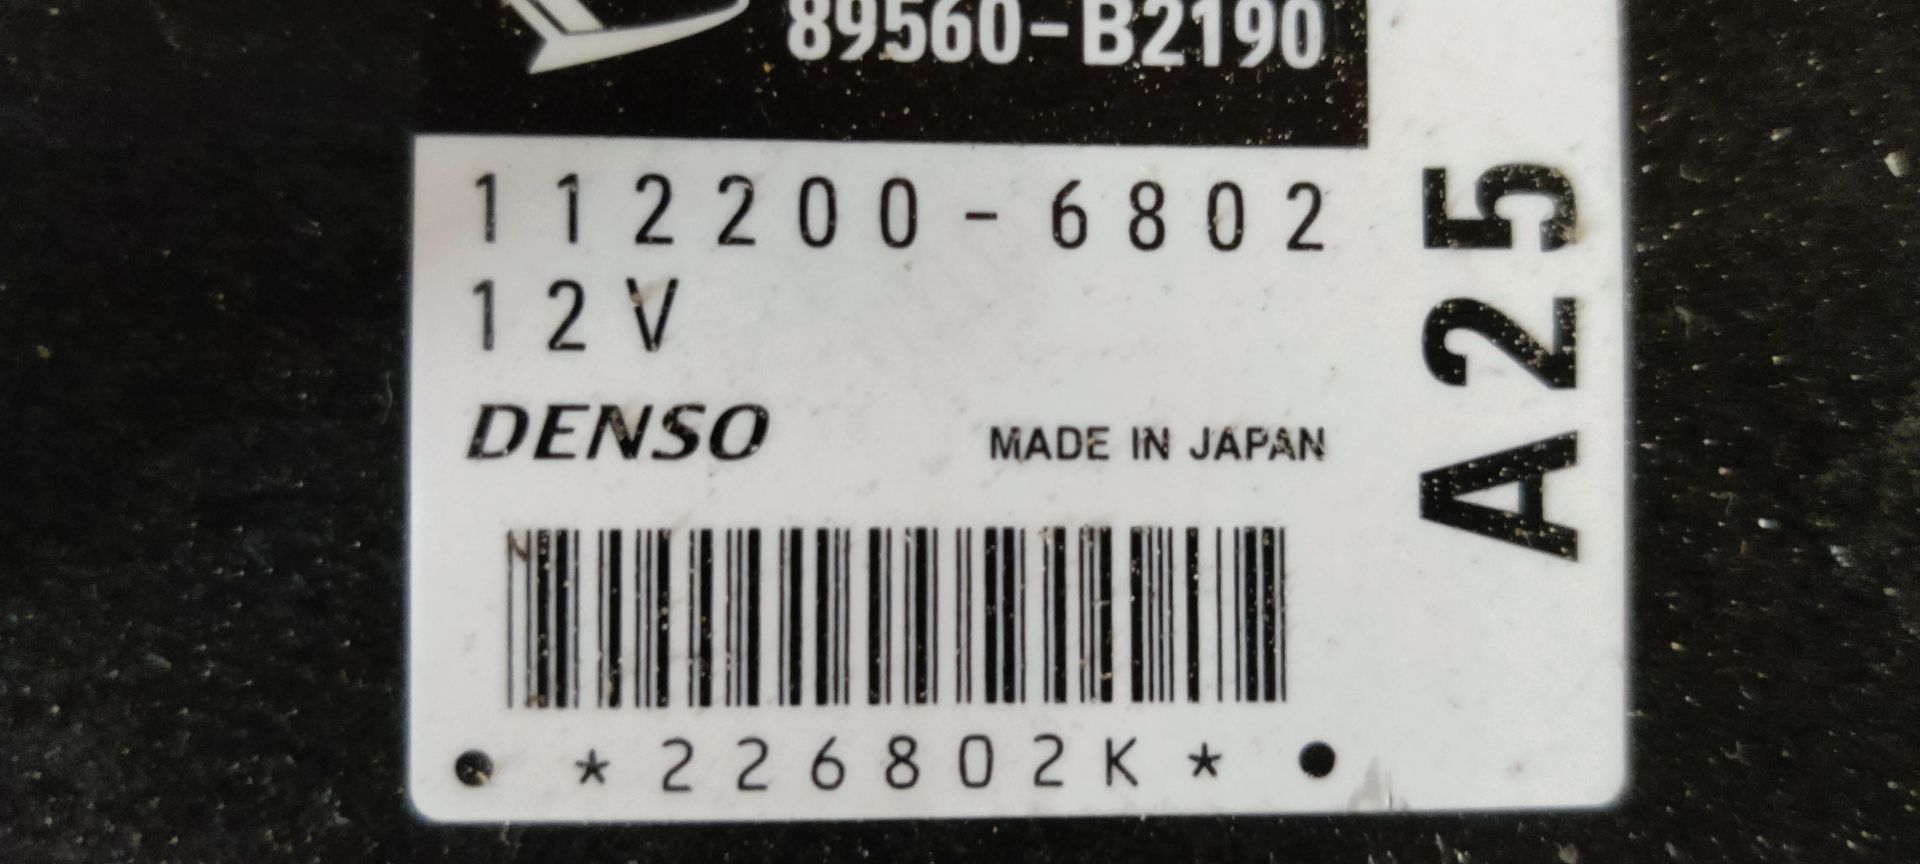 89560-B2190
112200-6802
12V
DENSO
MADE IN JAPAN
A25
*226802K*